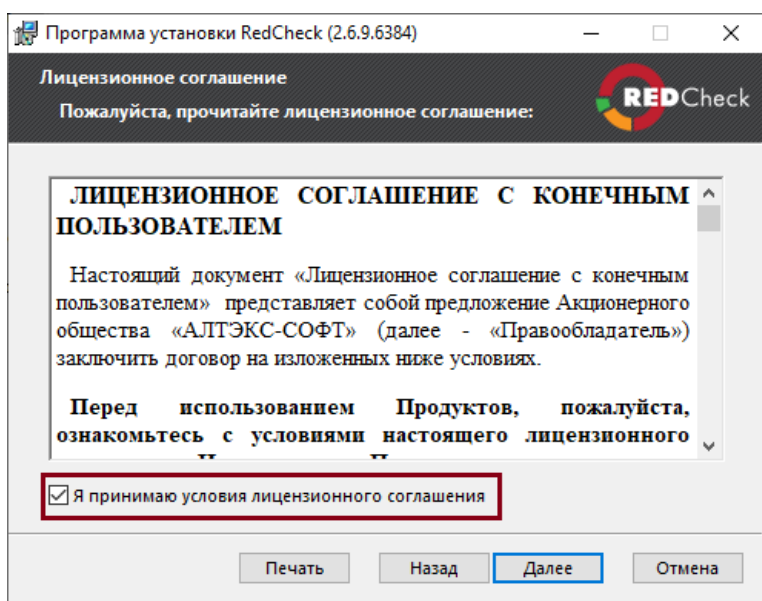 Программа установки RedCheck (2.6.9.6384)
Лицензионное соглашение
Пожалуйста, прочитайте лицензионное соглашение:
REDCheck
ЛИЦЕНЗИОННОЕ СОГЛАШЕНИЕ С КОНЕЧНЫМ
ПОЛЬЗОВАТЕЛЕМ
Настоящий документ «Лицензионное соглашение с конечным
пользователем» представляет собой предложение Акционерного
общества «АЛТЭКС-СОФТ» (далее - «Правообладатель»)
заключить договор на изложенных ниже условиях.
Перед использованием Продуктов, пожалуйста,
ознакомьтесь с условиями настоящего лицензионного
Я принимаю условия лицензионного соглашения
Печать Назад Далее Отмена